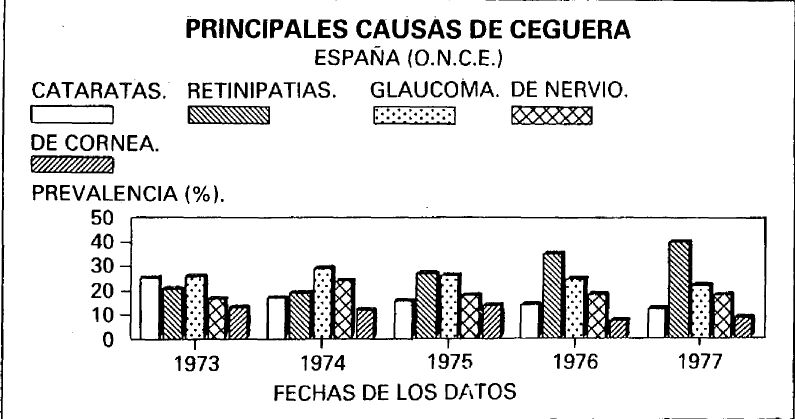 PRINCIPALES CAUSAS DE CEGUERA
ESPAÑA (O.N.C.E.)
CATARATAS. RETINIPATIAS. GLAUCOMA. DE NERVIO.
DE CORNEA.
PREVALENCIA (%).
50
40
30
20
10
0
1973 1974 1975 1976 1977
FECHAS DE LOS DATOS